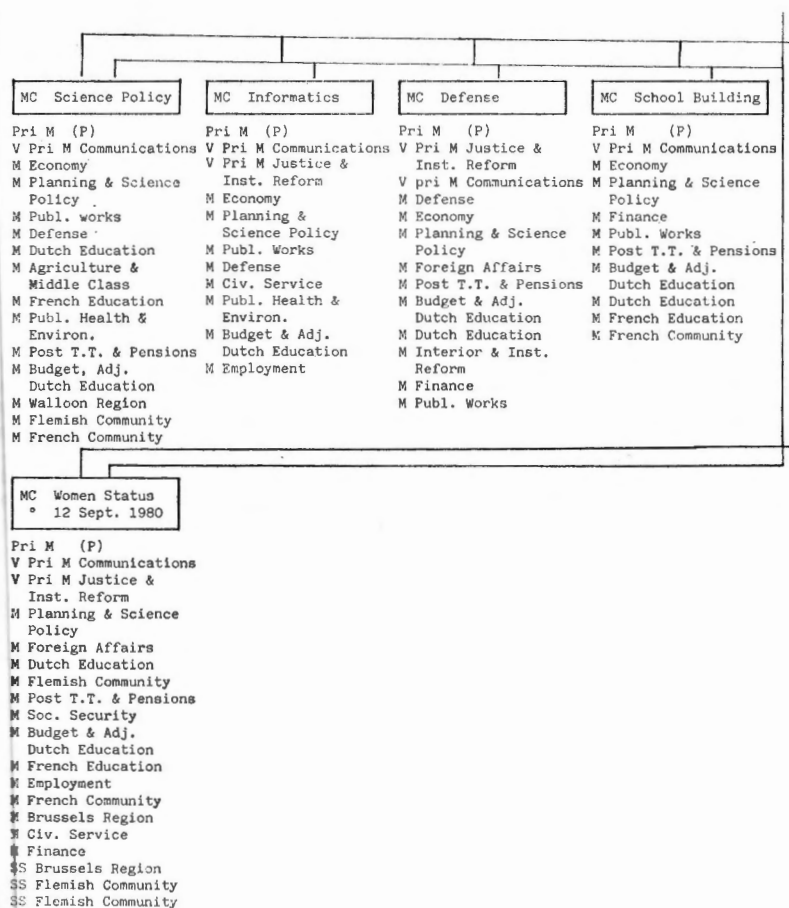 MC Science Policy
Pri M (P)
V Pri M Communications
M Economy
M Planning & Science
Policy
M Publ. works
M Defense
M Dutch Education
M Agriculture &
Middle Class
M French Education
M Publ. Health &
Environ.
M Post T.T. & Pensions
M Budget, Adj.
Dutch Education
M Walloon Region
M Flemish Community
M French Community
MC Informatics
Pri M (P)
V Pri M Communications
V Pri M Justice &
Inst. Reform
M Economy
M Planning &
Science Policy
M Publ. Works
M Defense
M Civ. Service
M Publ. Health &
Environ.
M Budget & Adj.
Dutch Education
M Employment
MC Defense
Pri M (P)
V Pri M Justice &
Inst. Reform
V pri M Communications
M Defense
M Economy
M Planning & Science
Policy
M Foreign Affairs
M Post T.T. & Pensions
M Budget & Adj.
Dutch Education
M Dutch Education
M Interior & Inst.
Reform
M Finance
M Publ. Works
MC School Building
Pri M (P)
V Pri M Communications
M Economy
M Planning & Science
Policy
M Finance
M Publ. Works
M Post T.T. & Pensions
M Budget & Adj.
Dutch Education
M Dutch Education
M French Education
M French Community
MC Women Status
° 12 Sept. 1980
Pri M (P)
V Pri M Communications
V Pri M Justice &
Inst. Reform
M Planning & Science
Policy
M Foreign Affairs
M Dutch Education
M Flemish Community
M Post T.T. & Pensions
M Soc. Security
M Budget & Adj.
Dutch Education
M French Education
M Employment
M French Community
M Brussels Region
M Civ. Service
Finance
SS Brussels Region
SS Flemish Community
SS Flemish Community